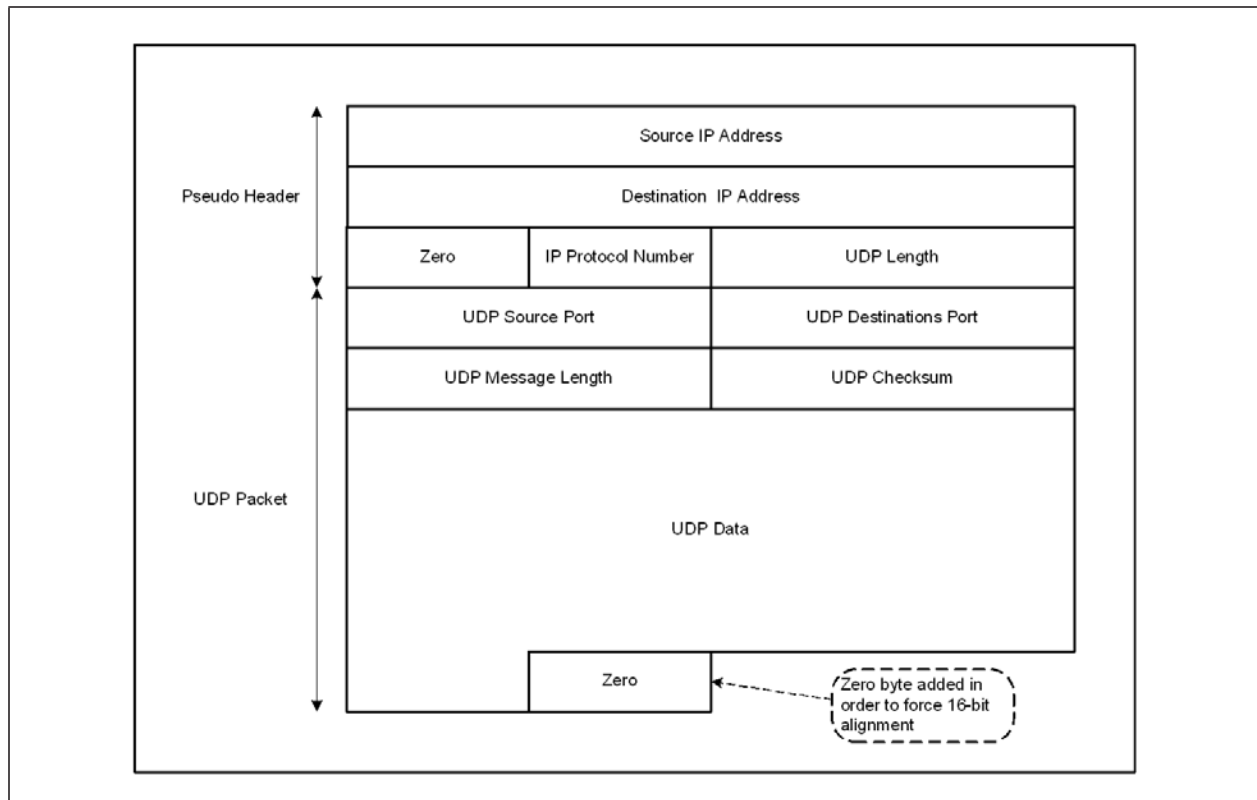 Source IP Address
Pseudo Header
Destination IP Address
Zero
IP Protocol Number
UDP Length
UDP Source Port
UDP Destinations Port
UDP Message Length
UDP Checksum
UDP Packet
UDP Data
Zero
Zero byte added in
order to force 16-bit
alignment